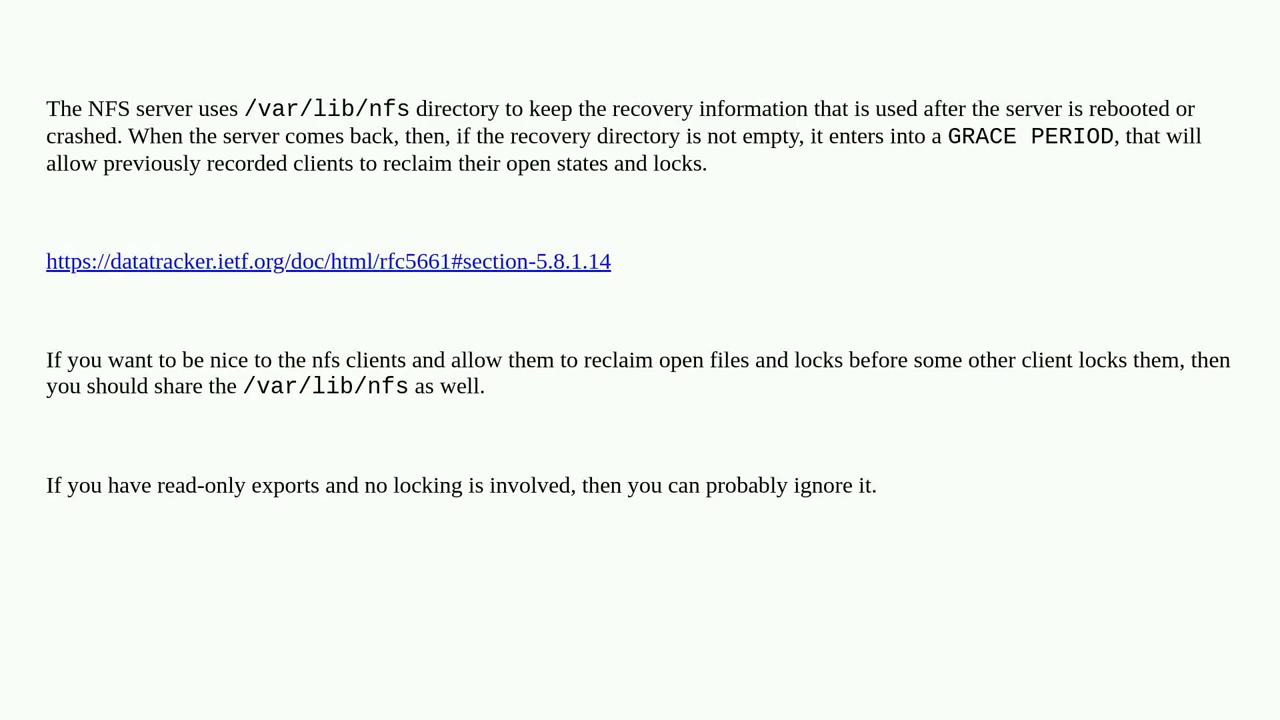 The NFS server uses /var/lib/nfs directory to keep the recovery information that is used after the server is rebooted or
crashed. When the server comes back, then, if the recovery directory is not empty, it enters into a GRACE PERIOD, that will
allow previously recorded clients to reclaim their open states and locks.
https://datatracker.ietf.org/doc/html/rfc5661#section-5.8.1.14
If you want to be nice to the nfs clients and allow them to reclaim open files and locks before some other client locks them, then
you should share the /var/lib/nfs as well.
If you have read-only exports and no locking is involved, then you can probably ignore it.